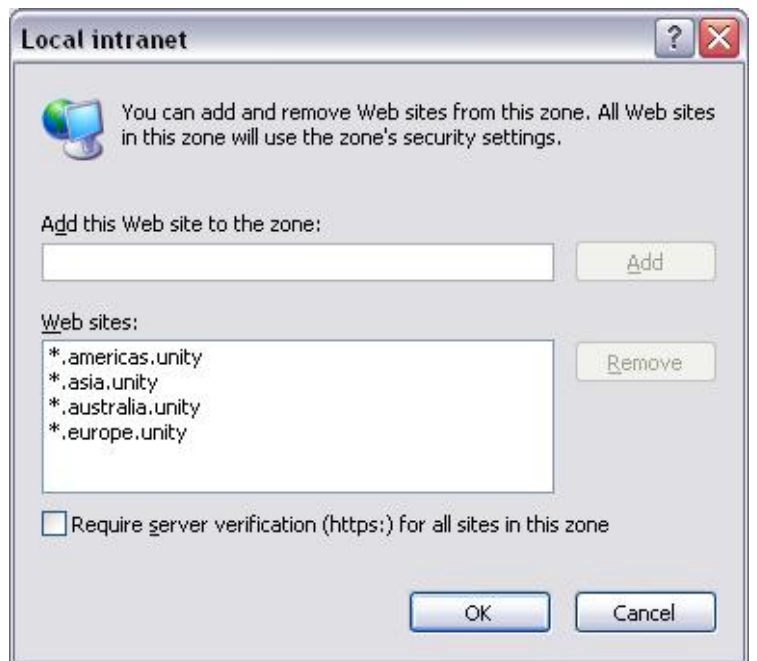 Local intranet
You can add and remove Web sites from this zone. All Web sites
in this zone will use the zone's security settings.
Add this Web site to the zone:
Add
Web sites:
*.americas.unity
*.asia.unity
*.australia.unity
*.europe.unity
Remove
Require server verification (https:) for all sites in this zone
OK
Cancel